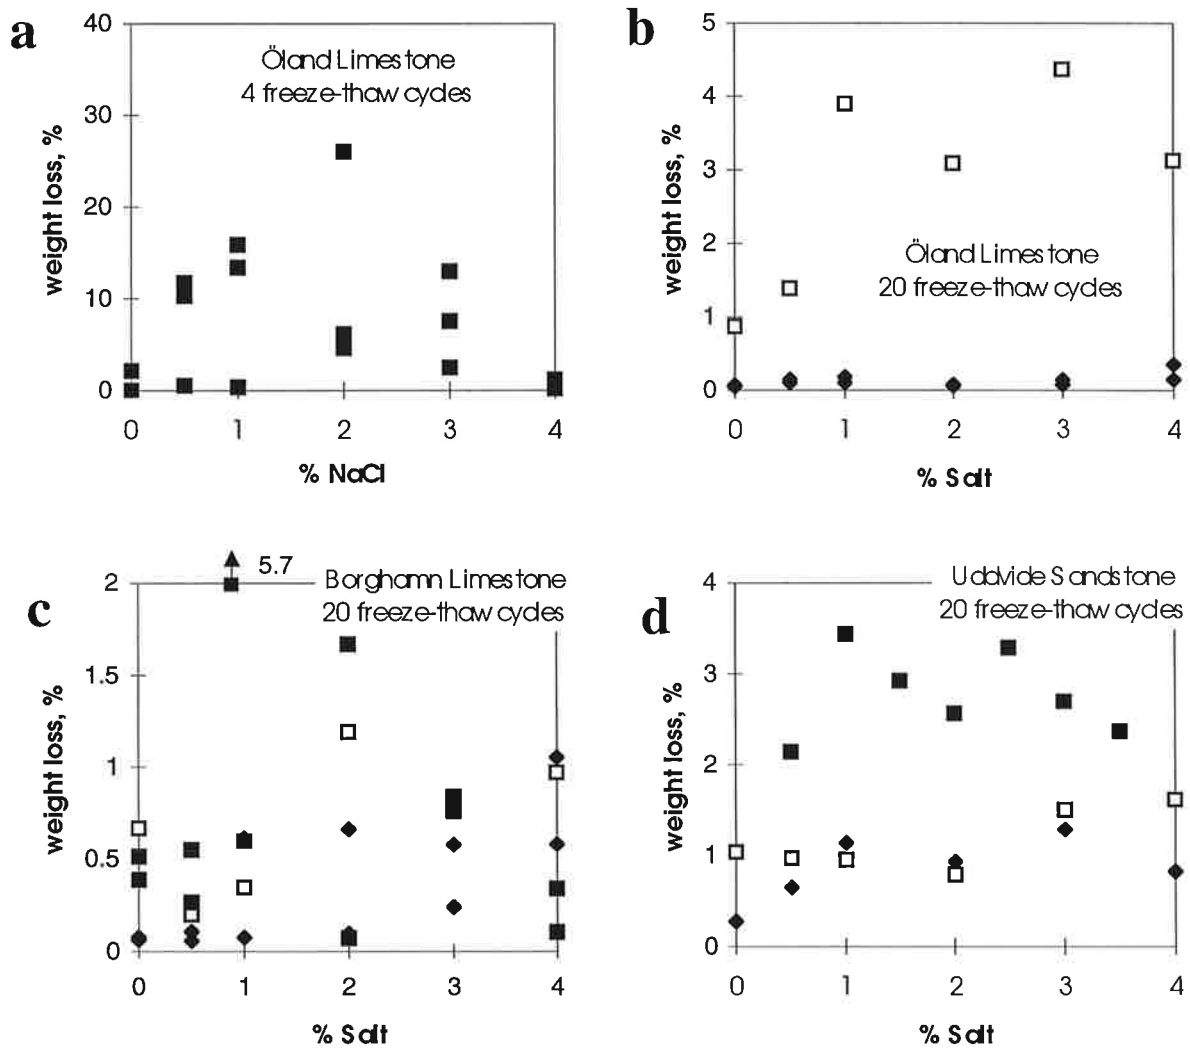 a
Öland Limestone
4 freeze-thaw cycles
weight loss, %
40
30
20
10
0
0 1 2 3 4
% NaCl
b
Öland Limestone
20 freeze-thaw cycles
weight loss, %
5
4
3
2
1
0
0 1 2 3 4
% Salt
c
5.7
Borghamn Limestone
20 freeze-thaw cycles
weight loss, %
2
1.5
1
0.5
0
0 1 2 3 4
% Salt
d
Uddvide Sandstone
20 freeze-thaw cycles
weight loss, %
4
3
2
1
0
0 1 2 3 4
% Salt